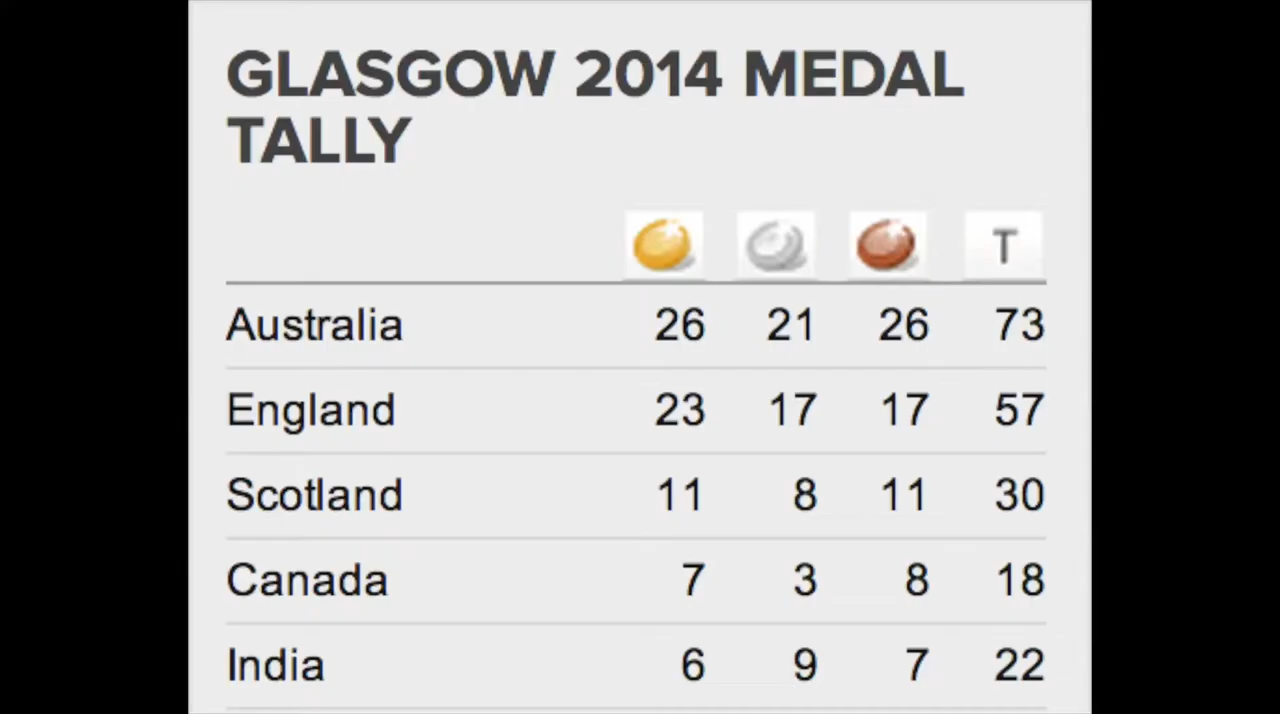 GLASGOW 2014 MEDAL
TALLY
T
Australia 26 21 26 73
England 23 17 17 57
Scotland 11 8 11 30
Canada 7 3 8 18
India 6 9 7 22